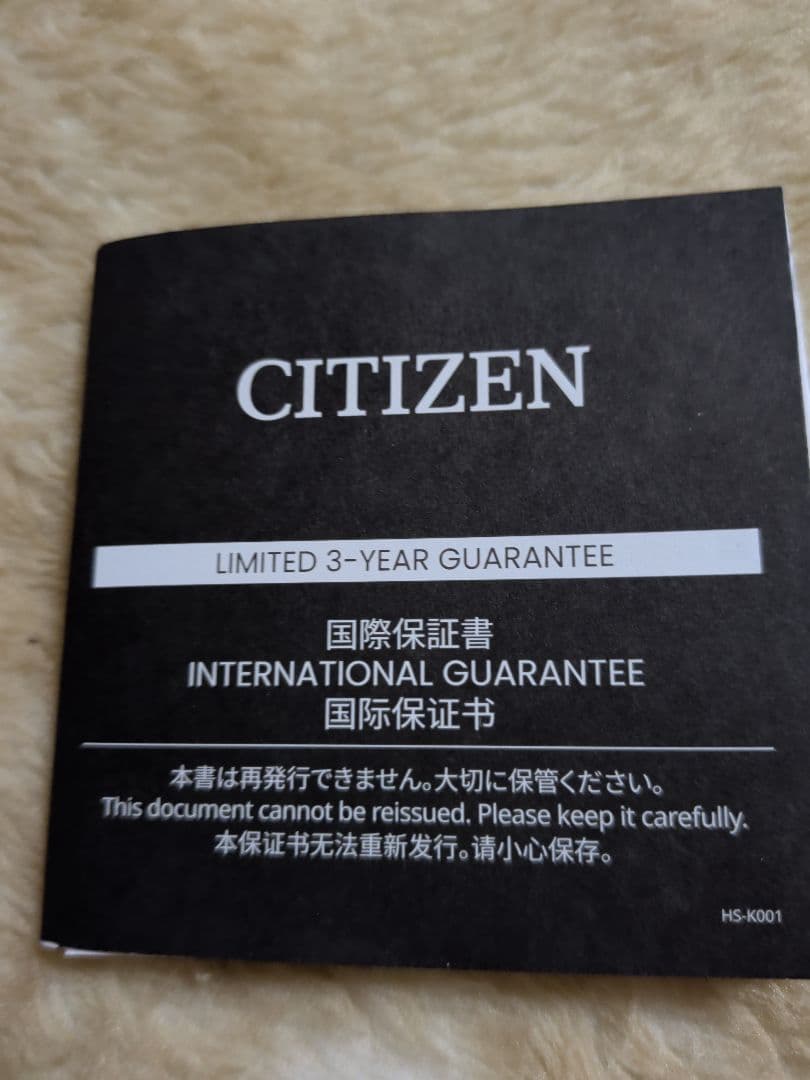 CITIZEN
LIMITED 3-YEAR GUARANTEE
国際保証書
INTERNATIONAL GUARANTEE
国际保证书
本書は再発行できません。大切に保管ください。
This document cannot be reissued. Please keep it carefully.
本保证书无法重新发行。请小心保存。
HS-K001